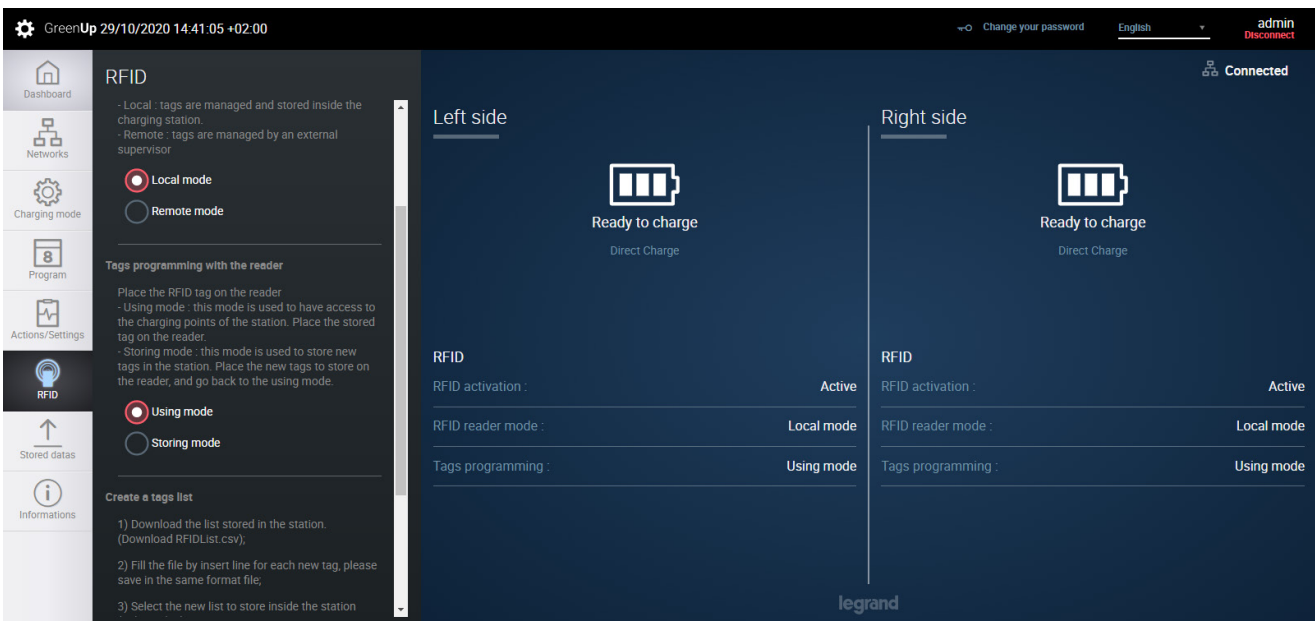 GreenUp 29/10/2020 14:41:05 +02:00
Change your password
English
admin
Disconnect
Dashboard
Networks
Charging mode
8
Program
Actions/Settings
RFID
Stored datas
Informations
RFID
- Local : tags are managed and stored inside the
charging station.
- Remote : tags are managed by an external
supervisor
Local mode
Remote mode
Tags programming with the reader
Place the RFID tag on the reader
- Using mode : this mode is used to have access to
the charging points of the station. Place the stored
tag on the reader.
- Storing mode : this mode is used to store new
tags in the station. Place the new tags to store on
the reader, and go back to the using mode.
Using mode
Storing mode
Create a tags list
1) Download the list stored in the station.
(Download RFIDList.csv);
2) Fill the file by insert line for each new tag, please
save in the same format file;
3) Select the new list to store inside the station
Connected
Left side
Ready to charge
Direct Charge
RFID
RFID activation : Active
RFID reader mode : Local mode
Tags programming : Using mode
Right side
Ready to charge
Direct Charge
RFID
RFID activation : Active
RFID reader mode : Local mode
Tags programming : Using mode
legrand